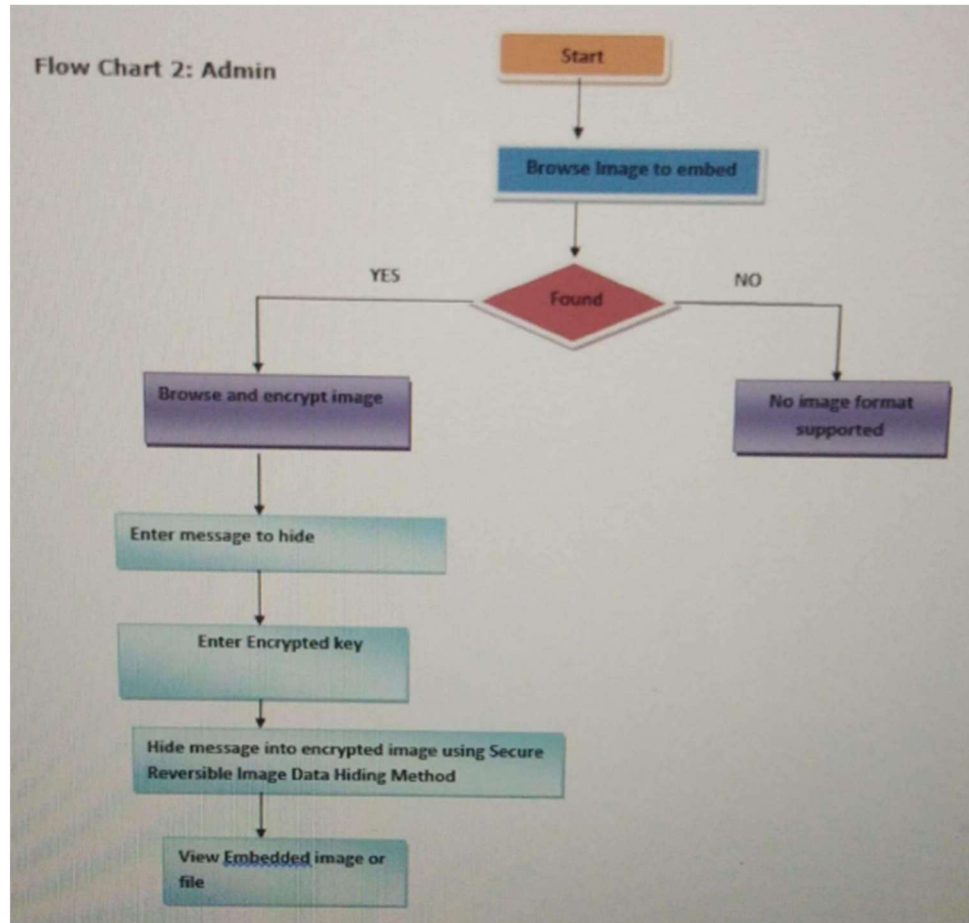 Flow Chart 2: Admin
Start
Browse Image to embed
Found
YES
NO
Browse and encrypt image
No image format
supported
Enter message to hide
Enter Encrypted key
Hide message into encrypted image using Secure
Reversible Image Data Hiding Method
View Embedded image or
file